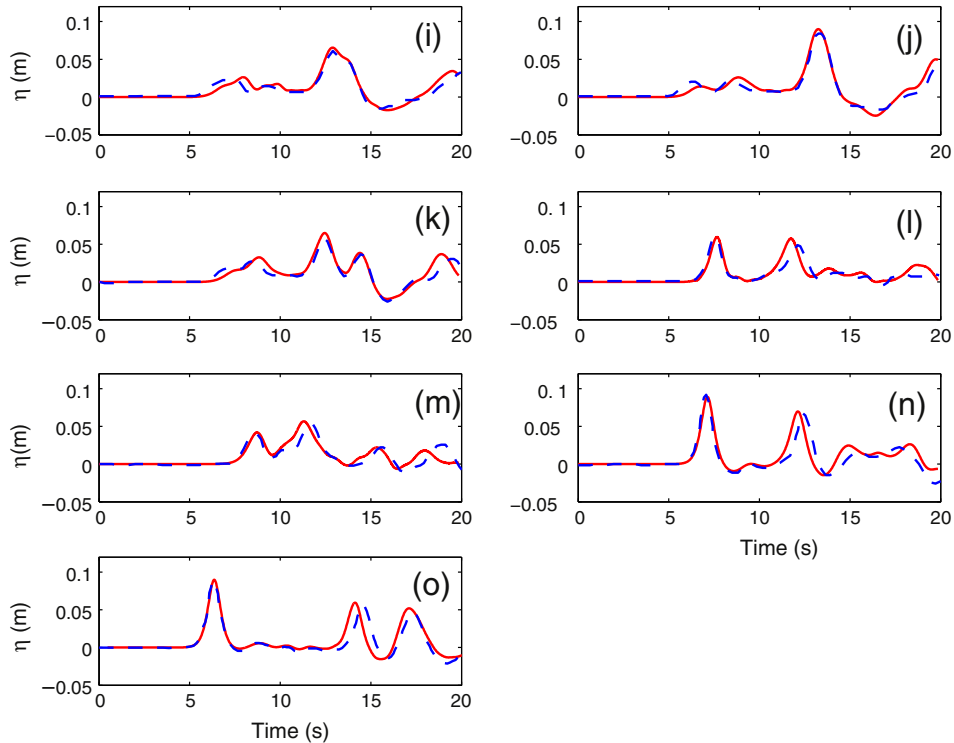 0.1 (i) 0.1 (j)
η (m) 0.05 0.05
0 0
−0.05 −0.05
0 5 10 15 20 0 5 10 15 20
0.1 (k) 0.1 (l)
η (m) 0.05 0.05
0 0
−0.05 −0.05
0 5 10 15 20 0 5 10 15 20
0.1 (m) 0.1 (n)
η(m) 0.05 0.05
0 0
−0.05 −0.05
0 5 10 15 20 0 5 10 15 20
Time (s)
0.1 (o)
η (m) 0.05
0
−0.05
0 5 10 15 20
Time (s)